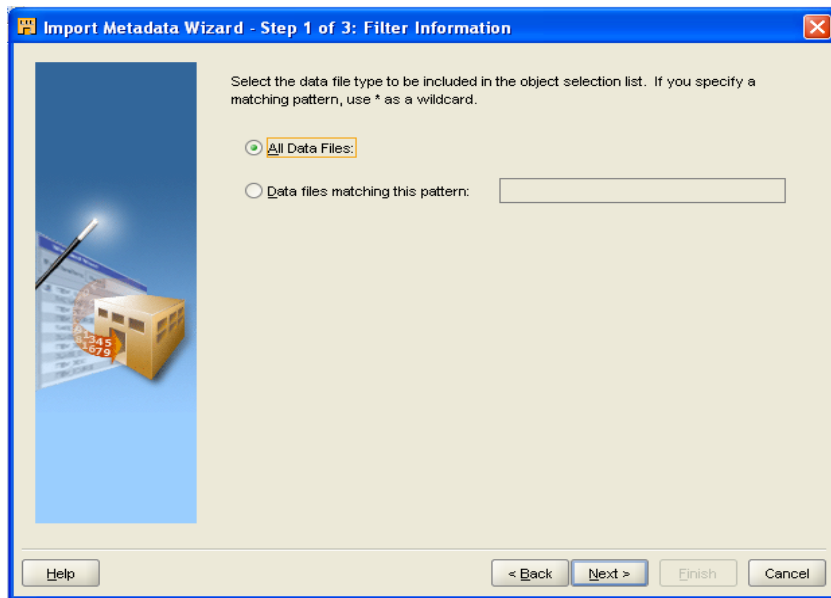 Import Metadata Wizard - Step 1 of 3: Filter Information
Select the data file type to be included in the object selection list. If you specify a
matching pattern, use * as a wildcard.
All Data Files:
Data files matching this pattern:
1345
1679
Help
< Back
Next >
Finish
Cancel